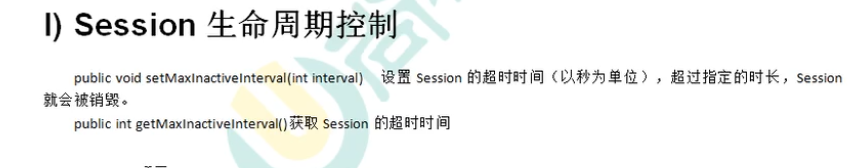 I) Session 生命周期控制
public void setMaxInactiveInterval(int interval) 设置 Session 的超时时间（以秒为单位），超过指定的时长，Session
就会被销毁。
public int getMaxInactiveInterval()获取 Session 的超时时间